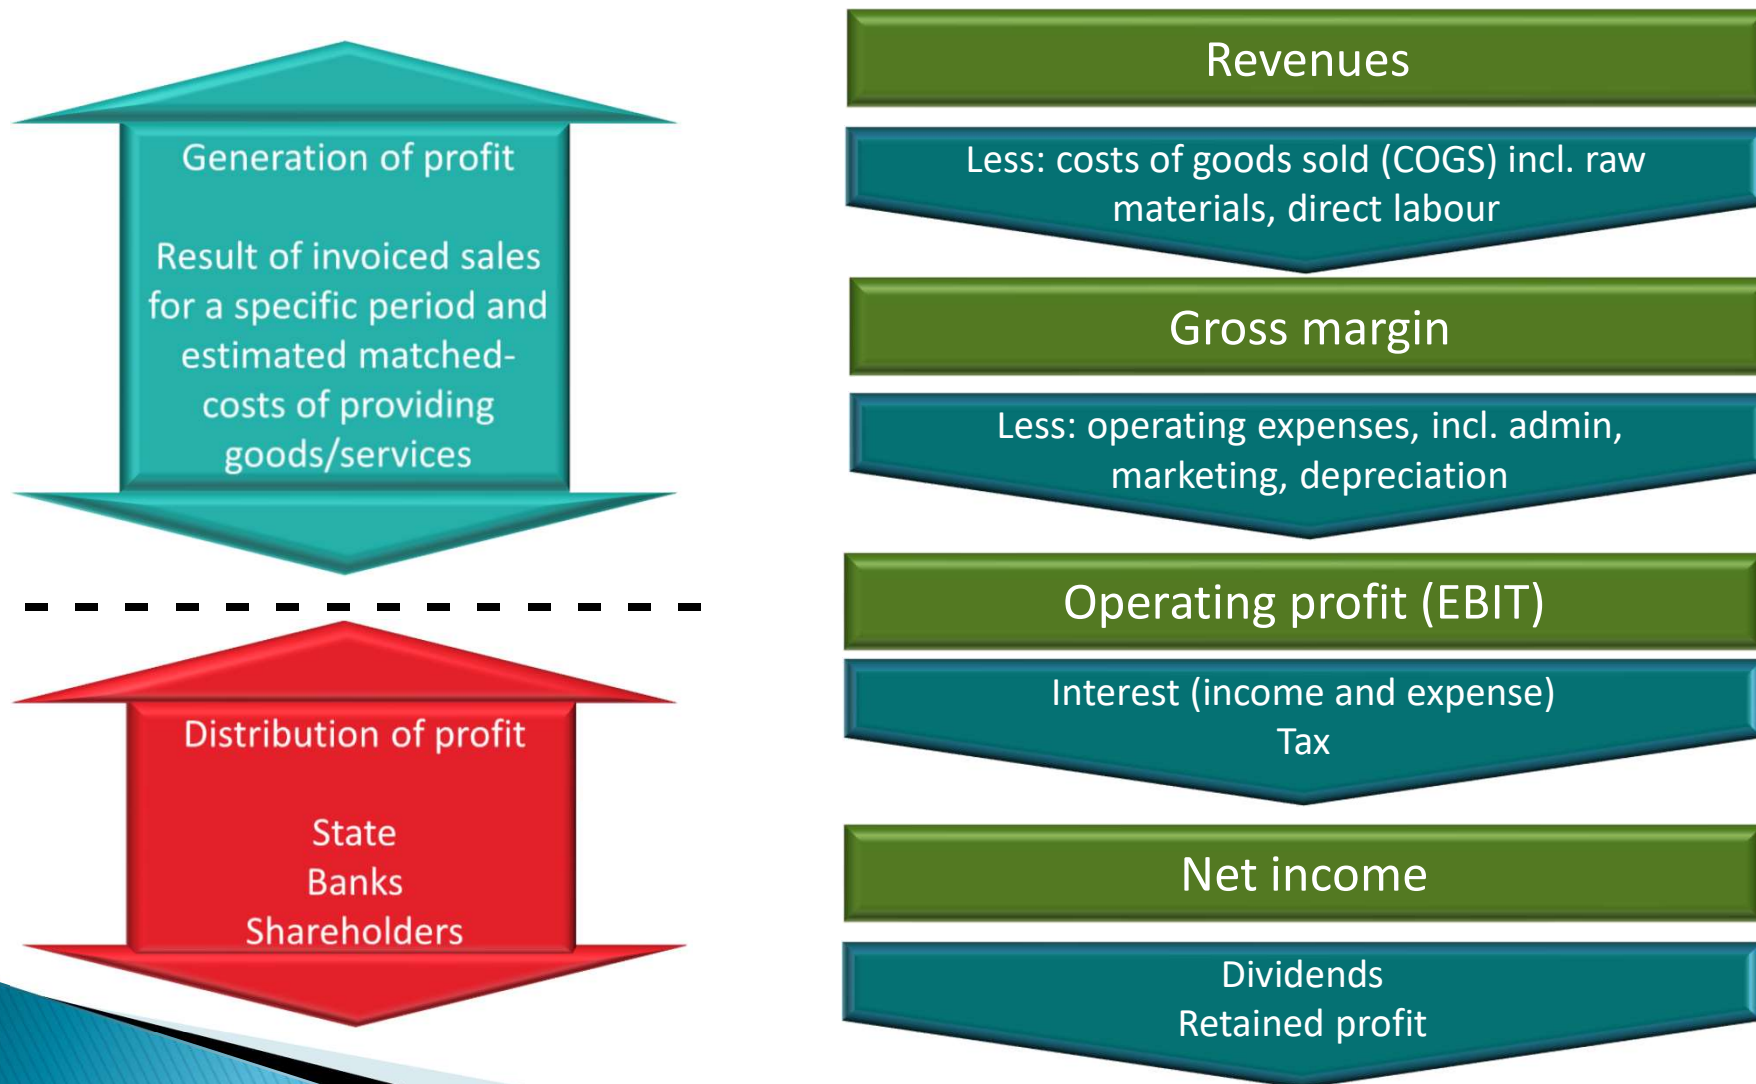 Generation of profit
Result of invoiced sales
for a specific period and
estimated matched-
costs of providing
goods/services
Distribution of profit
State
Banks
Shareholders
Revenues
Less: costs of goods sold (COGS) incl. raw
materials, direct labour
Gross margin
Less: operating expenses, incl. admin,
marketing, depreciation
Operating profit (EBIT)
Interest (income and expense)
Tax
Net income
Dividends
Retained profit